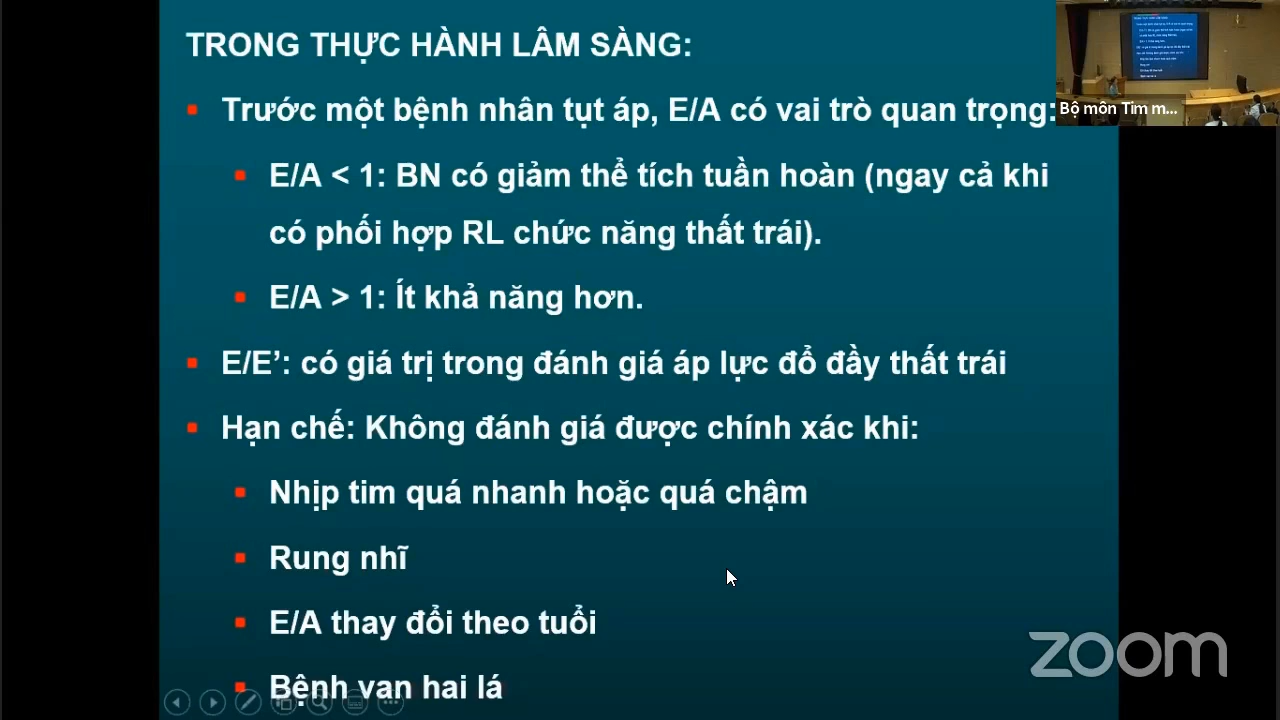 TRONG THỰC HÀNH LÂM SÀNG:
Trước một bệnh nhân tụt áp, E/A có vai trò quan trọng:
E/A < 1: BN có giảm thể tích tuần hoàn (ngay cả khi
có phối hợp RL chức năng thất trái).
E/A > 1: Ít khả năng hơn.
E/E’: có giá trị trong đánh giá áp lực đổ đầy thất trái
Hạn chế: Không đánh giá được chính xác khi:
Nhịp tim quá nhanh hoặc quá chậm
Rung nhĩ
E/A thay đổi theo tuổi
Bệnh van hai lá
Bộ môn Tim m...
zoom